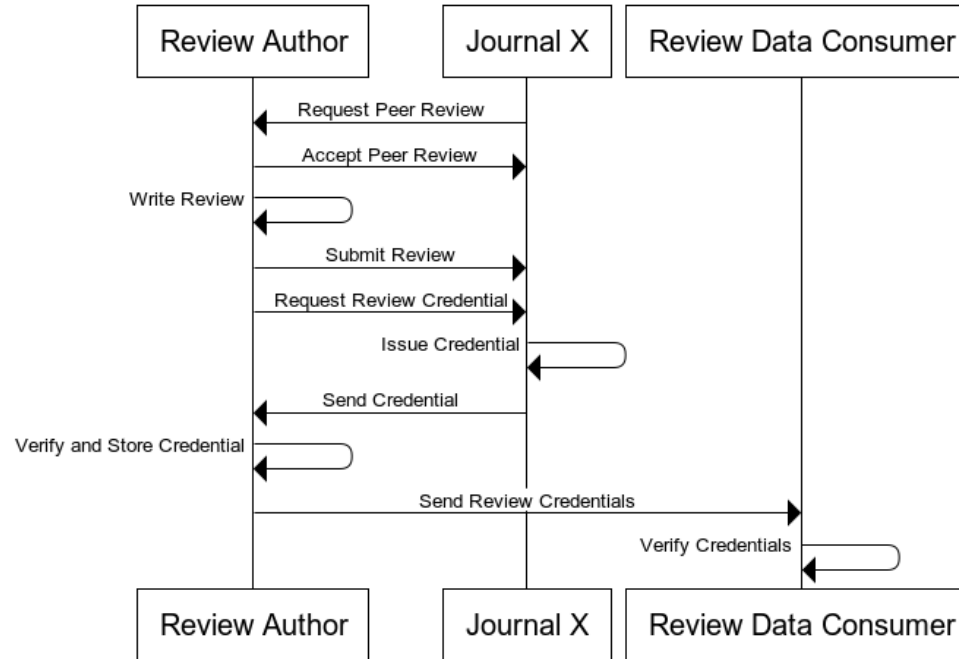 Review Author
Journal X
Review Data Consumer
Request Peer Review
Accept Peer Review
Write Review
Submit Review
Request Review Credential
Issue Credential
Send Credential
Verify and Store Credential
Send Review Credentials
Verify Credentials
Review Author
Journal X
Review Data Consumer